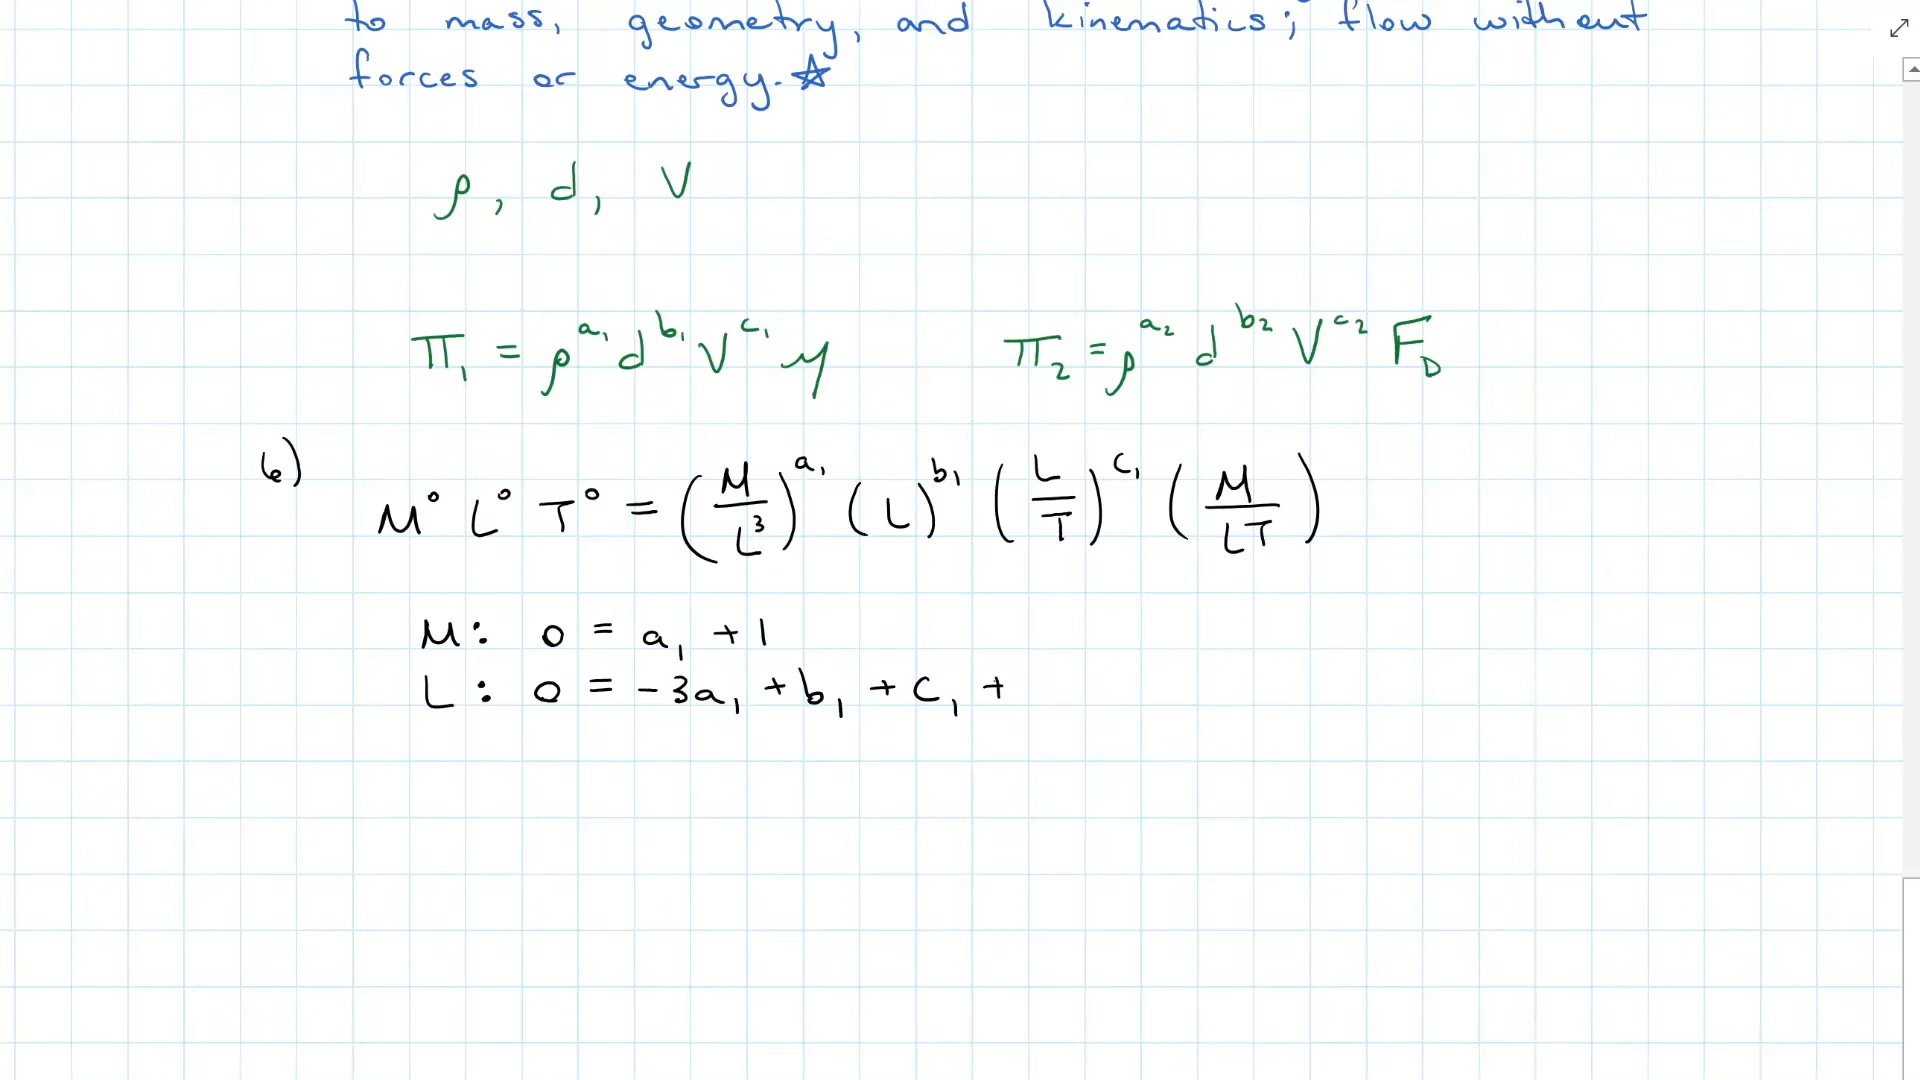 to mass, geometry, and kinematics; flow without
forces or energy. ☆
ρ, d, V
π₁ = ρ^a₁ d^b₁ V^c₁ μ    π₂ = ρ^a₂ d^b₂ V^c₂ F_D
6)
M⁰ L⁰ T⁰ = (M/L³)^a₁ (L)^b₁ (L/T)^c₁ (M/LT)
M: 0 = a₁ + 1
L: 0 = -3a₁ + b₁ + c₁ +